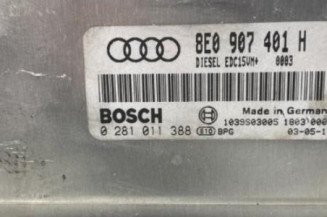 8E0 907 401 H
DIESEL EDC15VM+ 0003
BOSCH
Made in German
0 281 011 388 BPG
1039S03005 1803
03-05-1